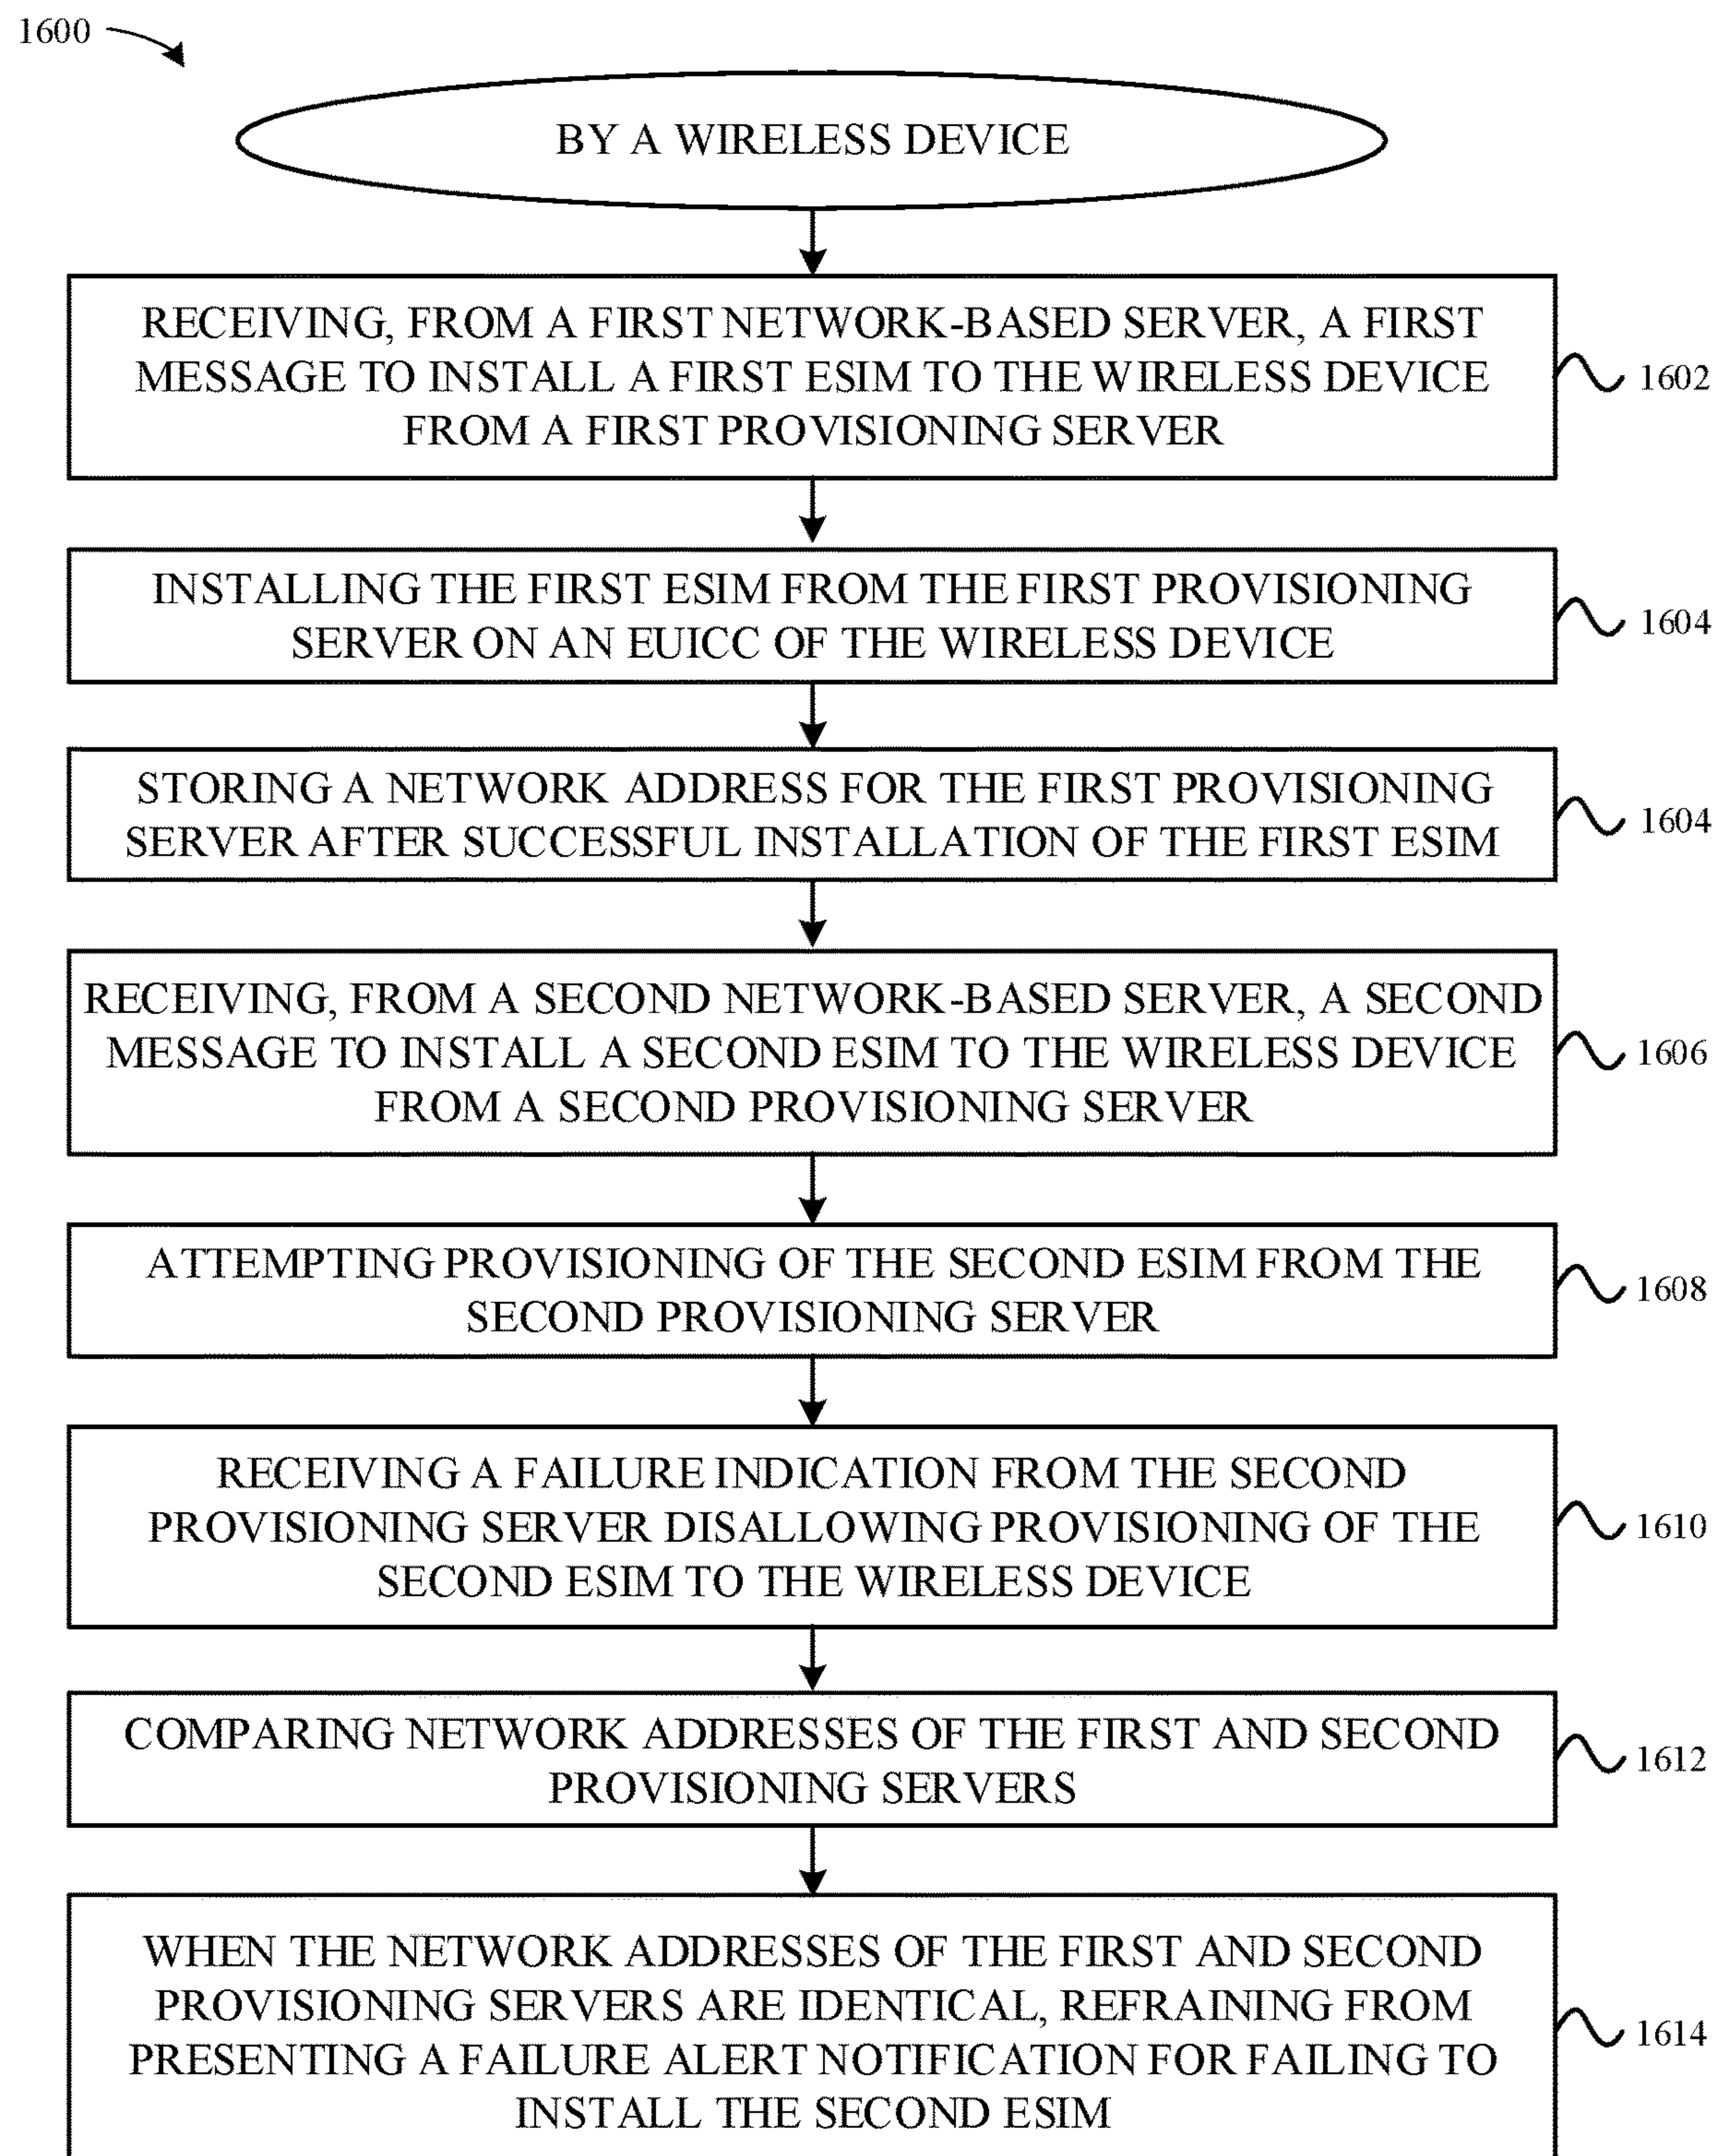 1600
BY A WIRELESS DEVICE
RECEIVING, FROM A FIRST NETWORK-BASED SERVER, A FIRST
MESSAGE TO INSTALL A FIRST ESIM TO THE WIRELESS DEVICE
FROM A FIRST PROVISIONING SERVER
1602
INSTALLING THE FIRST ESIM FROM THE FIRST PROVISIONING
SERVER ON AN EUICC OF THE WIRELESS DEVICE
1604
STORING A NETWORK ADDRESS FOR THE FIRST PROVISIONING
SERVER AFTER SUCCESSFUL INSTALLATION OF THE FIRST ESIM
1604
RECEIVING, FROM A SECOND NETWORK-BASED SERVER, A SECOND
MESSAGE TO INSTALL A SECOND ESIM TO THE WIRELESS DEVICE
FROM A SECOND PROVISIONING SERVER
1606
ATTEMPTING PROVISIONING OF THE SECOND ESIM FROM THE
SECOND PROVISIONING SERVER
1608
RECEIVING A FAILURE INDICATION FROM THE SECOND
PROVISIONING SERVER DISALLOWING PROVISIONING OF THE
SECOND ESIM TO THE WIRELESS DEVICE
1610
COMPARING NETWORK ADDRESSES OF THE FIRST AND SECOND
PROVISIONING SERVERS
1612
WHEN THE NETWORK ADDRESSES OF THE FIRST AND SECOND
PROVISIONING SERVERS ARE IDENTICAL, REFRAINING FROM
PRESENTING A FAILURE ALERT NOTIFICATION FOR FAILING TO
INSTALL THE SECOND ESIM
1614